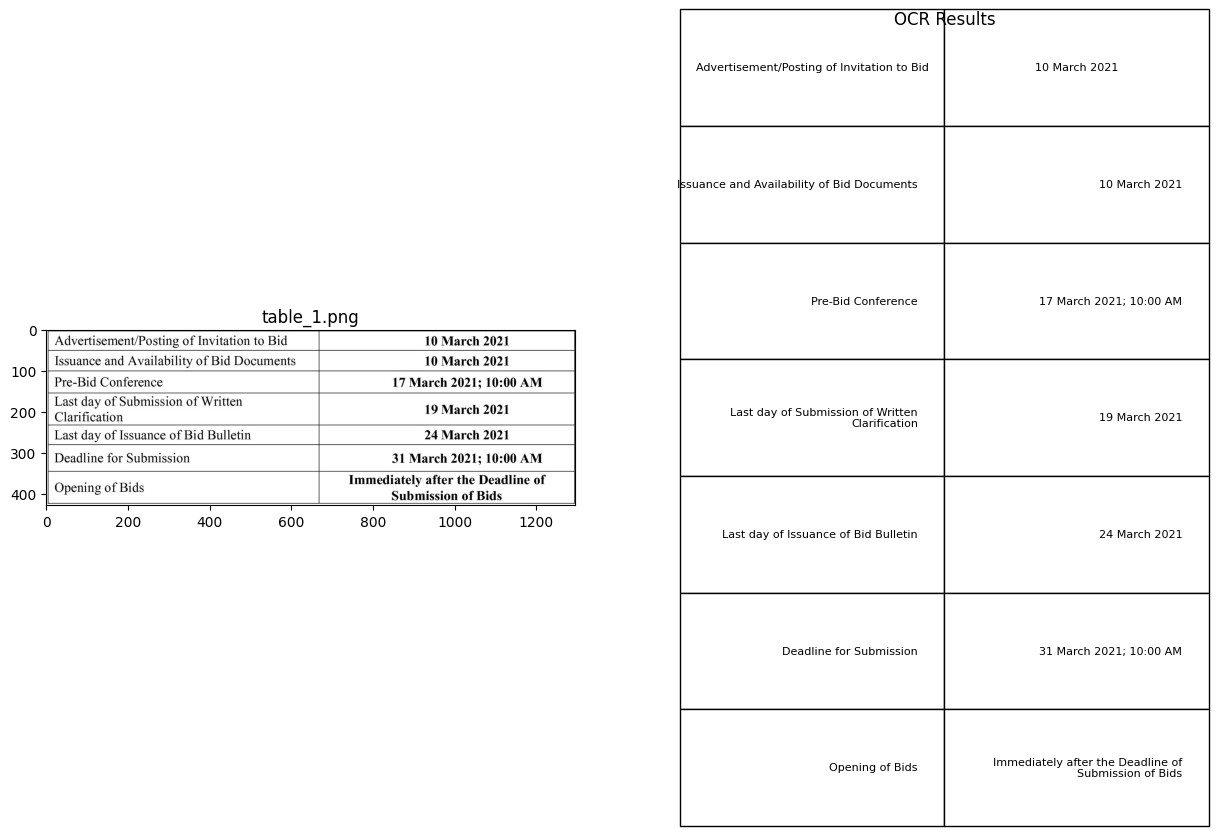 table_1.png
0
100
200
300
400
0
200
400
600
800
1000
1200
Advertisement/Posting of Invitation to Bid
10 March 2021
Issuance and Availability of Bid Documents
10 March 2021
Pre-Bid Conference
17 March 2021; 10:00 AM
Last day of Submission of Written
Clarification
19 March 2021
Last day of Issuance of Bid Bulletin
24 March 2021
Deadline for Submission
31 March 2021; 10:00 AM
Opening of Bids
Immediately after the Deadline of
Submission of Bids
OCR Results
Advertisement/Posting of Invitation to Bid
10 March 2021
Issuance and Availability of Bid Documents
10 March 2021
Pre-Bid Conference
17 March 2021; 10:00 AM
Last day of Submission of Written
Clarification
19 March 2021
Last day of Issuance of Bid Bulletin
24 March 2021
Deadline for Submission
31 March 2021; 10:00 AM
Opening of Bids
Immediately after the Deadline of
Submission of Bids